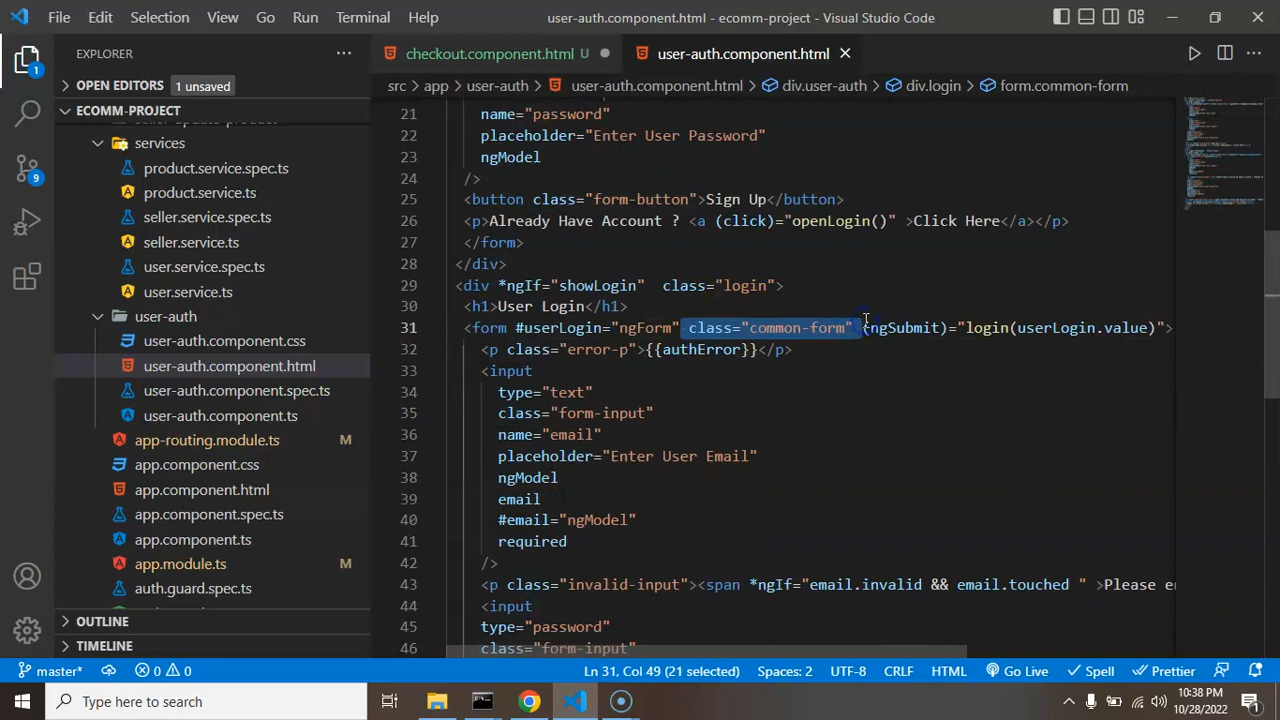 File Edit Selection View Go Run Terminal Help
user-auth.component.html - ecomm-project - Visual Studio Code
EXPLORER
checkout.component.html U
user-auth.component.html
OPEN EDITORS 1 unsaved
src > app > user-auth > user-auth.component.html > div.user-auth > div.login > form.common-form
ECOMM-PROJECT
services
product.service.spec.ts
product.service.ts
seller.service.spec.ts
seller.service.ts
user.service.spec.ts
user.service.ts
user-auth
user-auth.component.css
user-auth.component.html
user-auth.component.spec.ts
user-auth.component.ts
app-routing.module.ts M
app.component.css
app.component.html
app.component.spec.ts
app.component.ts
app.module.ts M
auth.guard.spec.ts
OUTLINE
TIMELINE
21 name="password"
22 placeholder="Enter User Password"
23 ngModel
24 />
25 <button class="form-button">Sign Up</button>
26 <p>Already Have Account ? <a (click)="openLogin()" >Click Here</a></p>
27 </form>
28 </div>
29 <div *ngIf="showLogin"  class="login">
30 <h1>User Login</h1>
31 <form #userLogin="ngForm" class="common-form" (ngSubmit)="login(userLogin.value)">
32 <p class="error-p">{{authError}}</p>
33 <input
34 type="text"
35 class="form-input"
36 name="email"
37 placeholder="Enter User Email"
38 ngModel
39 email
40 #email="ngModel"
41 required
42 />
43 <p class="invalid-input"><span *ngIf="email.invalid && email.touched " >Please e
44 <input
45 type="password"
46 class="form-input"
1
9
master* 0 0 Ln 31, Col 49 (21 selected) Spaces: 2 UTF-8 CRLF HTML Go Live Spell Prettier
Type here to search
10:38 PM
10/28/2022
1